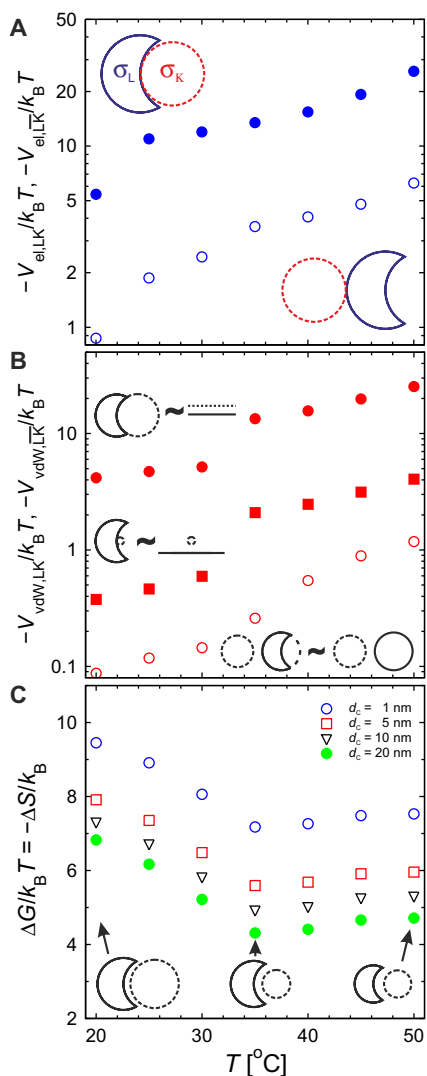 A
σL
σK
−Vel,LK/kBT, −Vel,L̅K̅/kBT
50
20
10
5
2
1
B
−VvdW,LK/kBT, −VvdW,L̅K̅/kBT
10
~
1
~
~
0.1
C
ΔG/kBT = −ΔS/kB
10
8
6
4
2
dc = 1 nm
dc = 5 nm
dc = 10 nm
dc = 20 nm
20 30 40 50
T [°C]